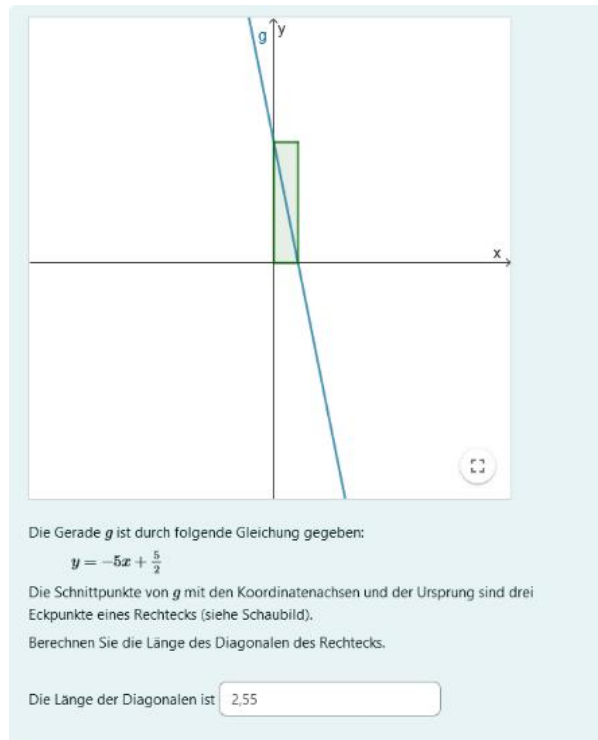 y
g
x
Die Gerade g ist durch folgende Gleichung gegeben:
y = −5x + 5/2
Die Schnittpunkte von g mit den Koordinatenachsen und der Ursprung sind drei
Eckpunkte eines Rechtecks (siehe Schaubild).
Berechnen Sie die Länge des Diagonalen des Rechtecks.
Die Länge der Diagonalen ist 2,55